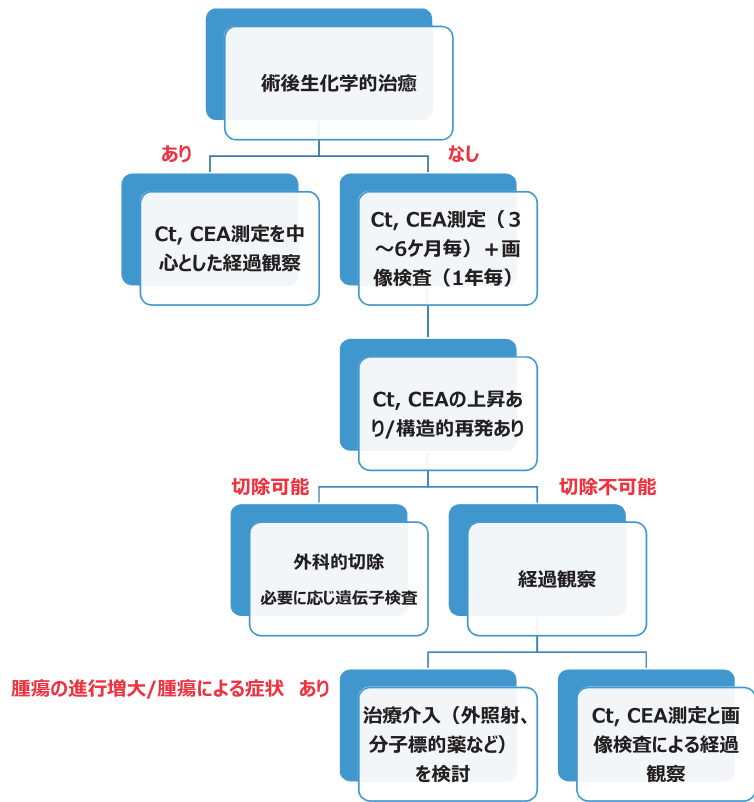 術後生化学的治癒
あり
なし
Ct, CEA測定を中
心とした経過観察
Ct, CEA測定（３
～6ケ月毎）＋画
像検査（1年毎）
Ct, CEAの上昇あ
り/構造的再発あり
切除可能
切除不可能
外科的切除
必要に応じ遺伝子検査
経過観察
腫瘍の進行増大/腫瘍による症状 あり
治療介入（外照射、
分子標的薬など）
を検討
Ct, CEA測定と画
像検査による経過
観察